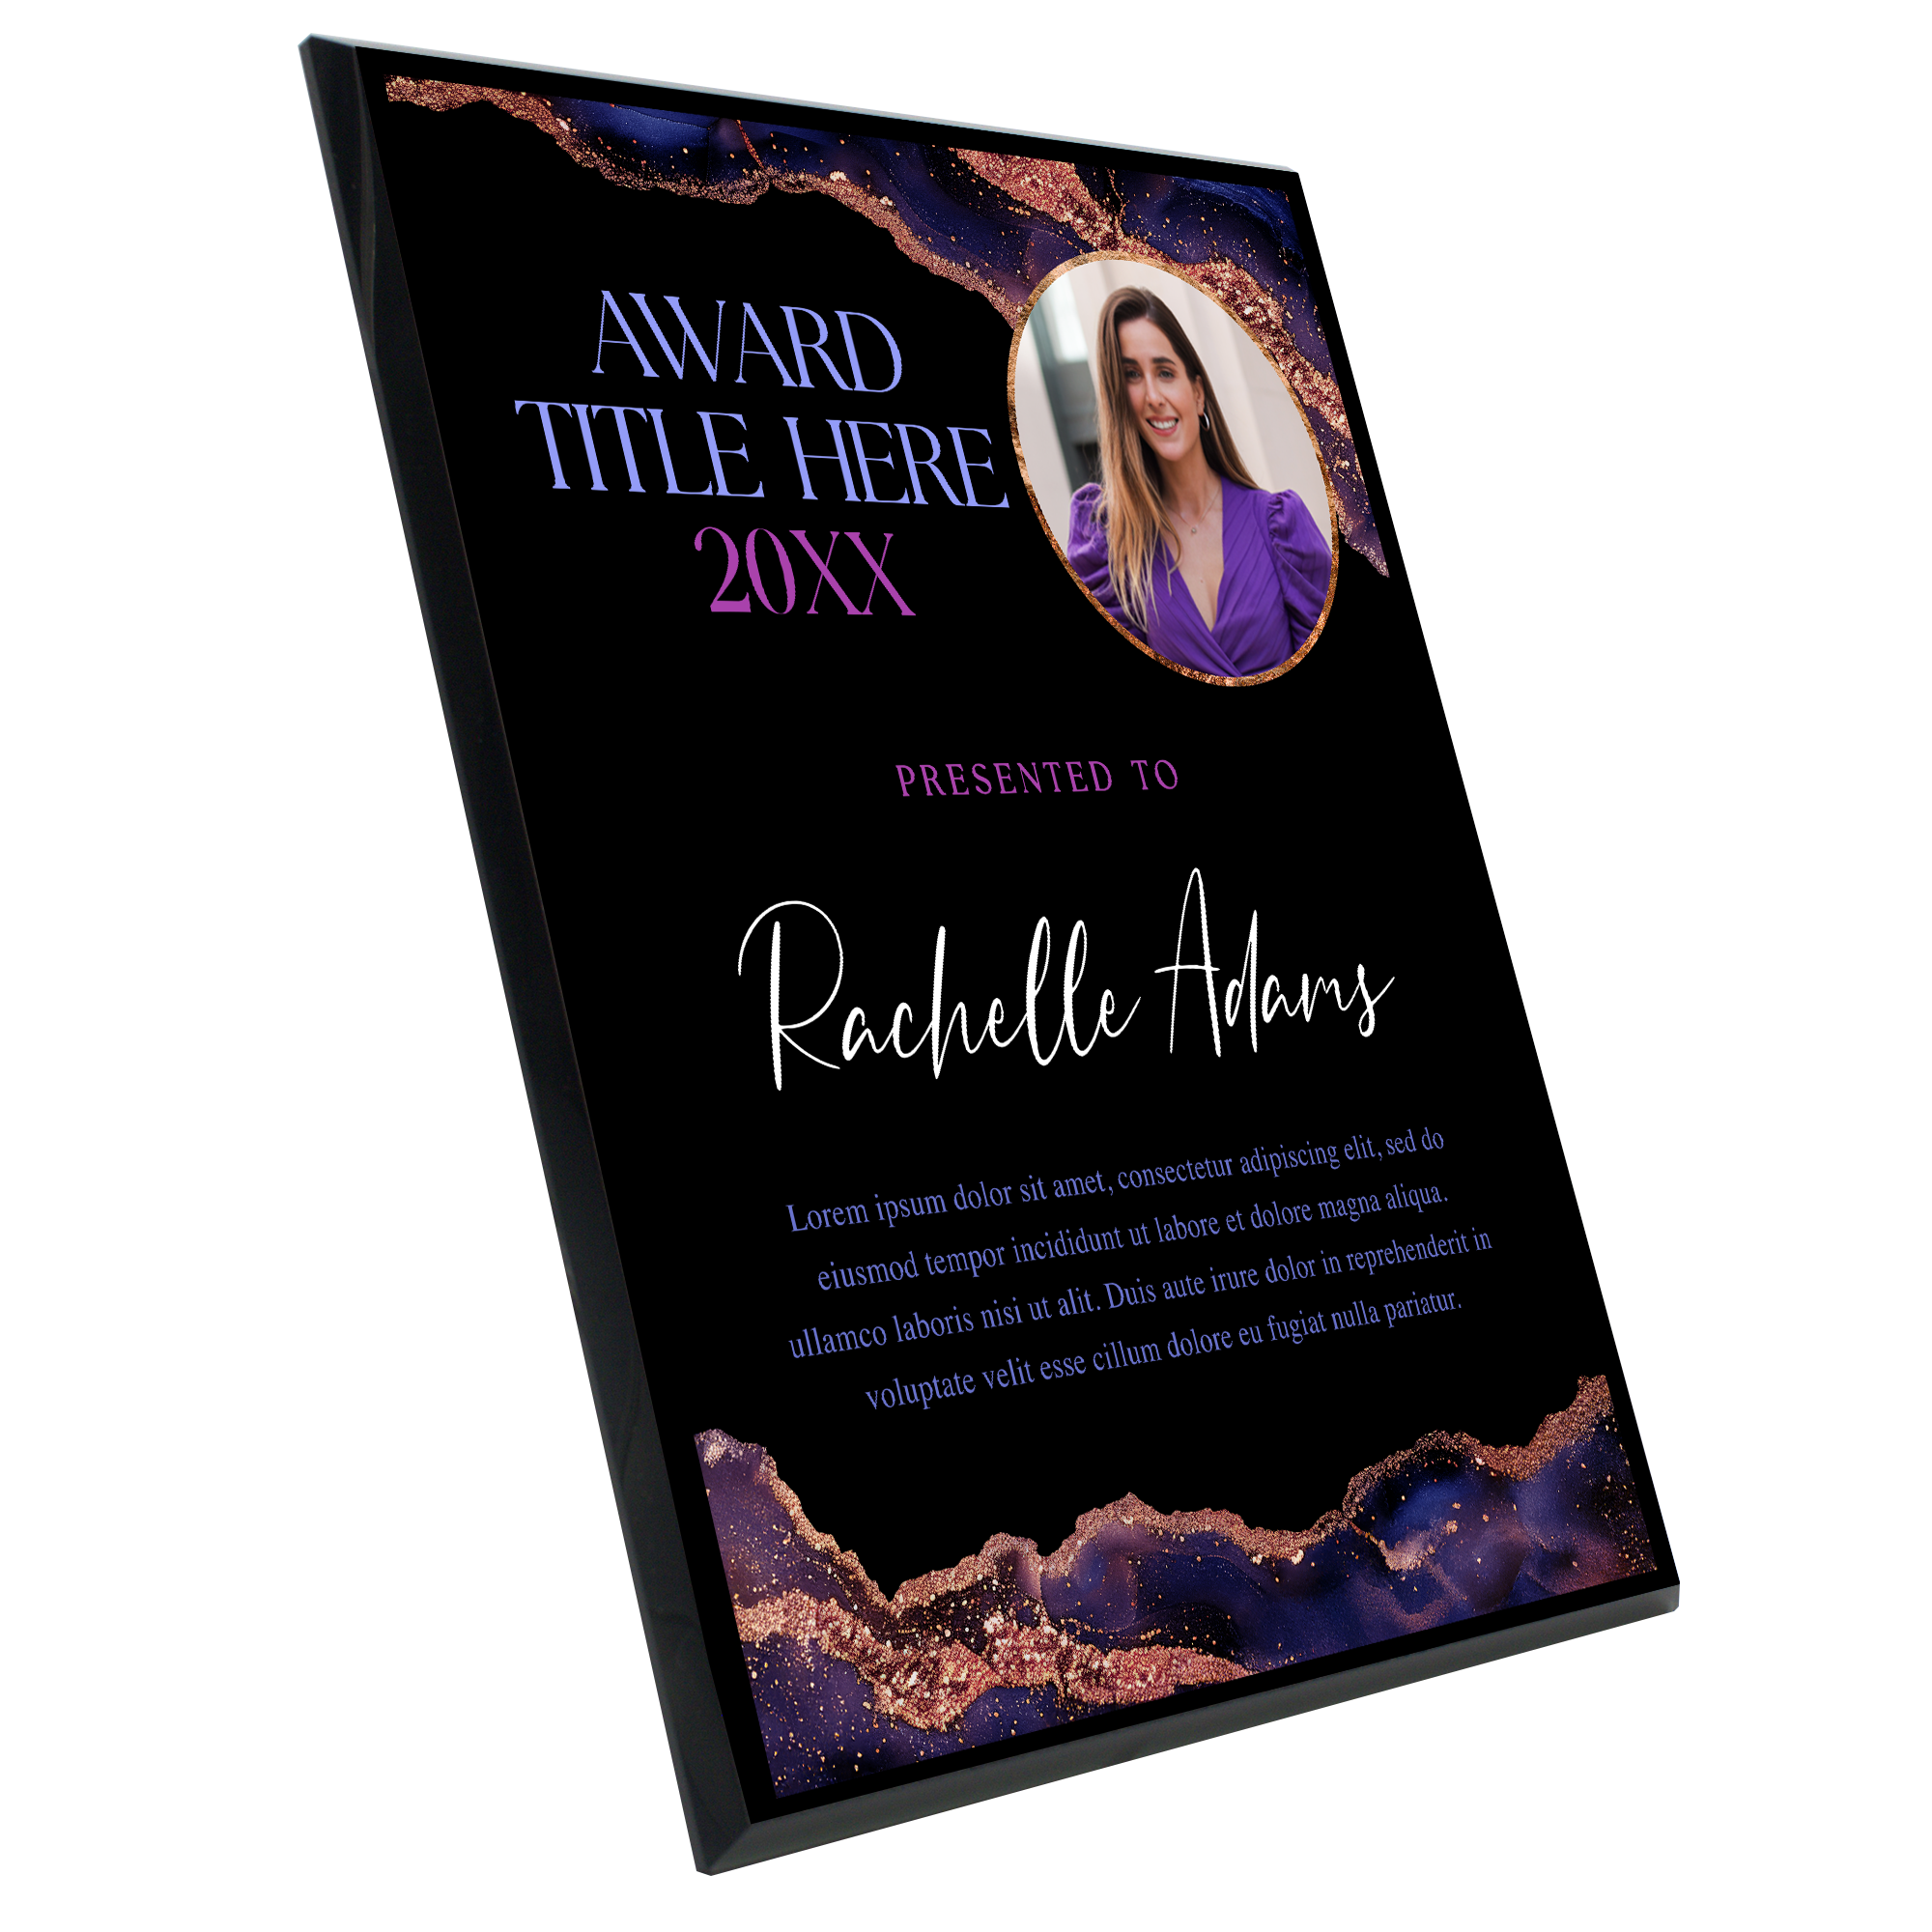 AWARD
TITLE HERE
20XX
PRESENTED TO
Rachelle Adams
Lorem ipsum dolor sit amet, consectetur adipiscing elit, sed do
eiusmod tempor incididunt ut labore et dolore magna aliqua.
ullamco laboris nisi ut alit. Duis aute irure dolor in reprehenderit in
voluptate velit esse cillum dolore eu fugiat nulla pariatur.